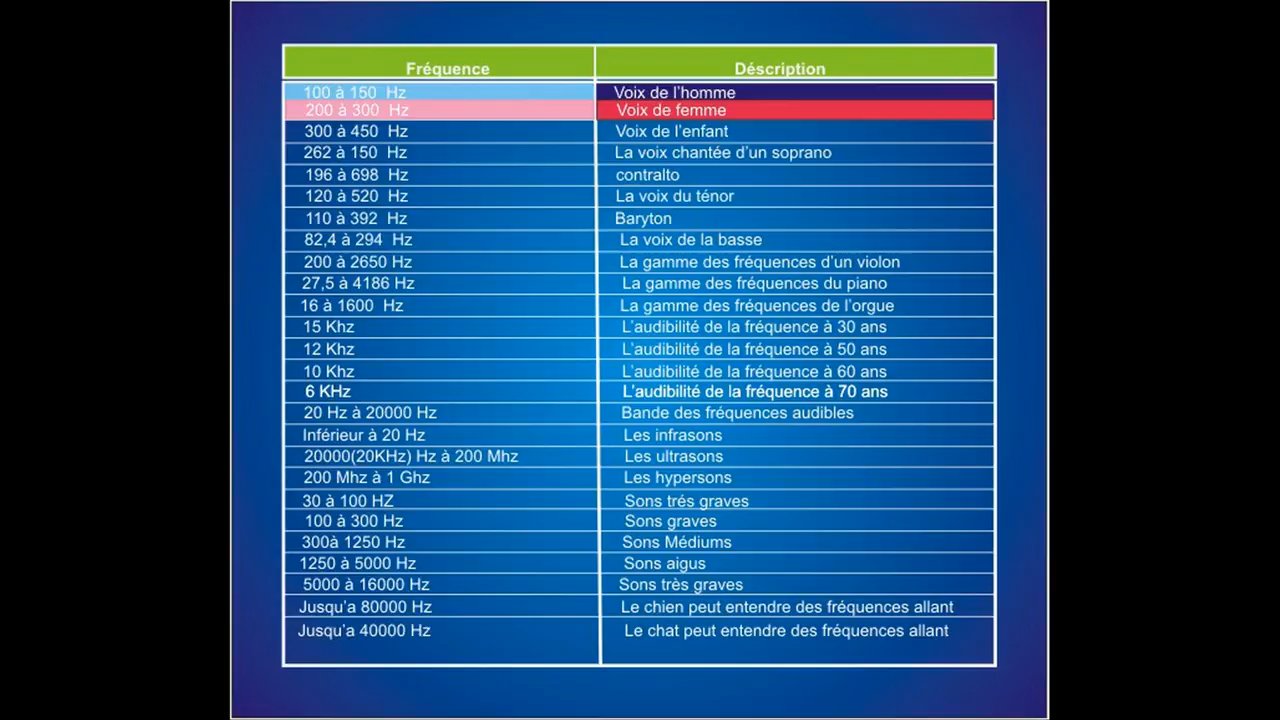 Fréquence Déscription
100 à 150 Hz Voix de l'homme
200 à 300 Hz Voix de femme
300 à 450 Hz Voix de l'enfant
262 à 150 Hz La voix chantée d'un soprano
196 à 698 Hz contralto
120 à 520 Hz La voix du ténor
110 à 392 Hz Baryton
82,4 à 294 Hz La voix de la basse
200 à 2650 Hz La gamme des fréquences d'un violon
27,5 à 4186 Hz La gamme des fréquences du piano
16 à 1600 Hz La gamme des fréquences de l'orgue
15 Khz L'audibilité de la fréquence à 30 ans
12 Khz L'audibilité de la fréquence à 50 ans
10 Khz L'audibilité de la fréquence à 60 ans
6 KHz L'audibilité de la fréquence à 70 ans
20 Hz à 20000 Hz Bande des fréquences audibles
Inférieur à 20 Hz Les infrasons
20000(20KHz) Hz à 200 Mhz Les ultrasons
200 Mhz à 1 Ghz Les hypersons
30 à 100 HZ Sons trés graves
100 à 300 Hz Sons graves
300à 1250 Hz Sons Médiums
1250 à 5000 Hz Sons aigus
5000 à 16000 Hz Sons très graves
Jusqu'a 80000 Hz Le chien peut entendre des fréquences allant
Jusqu'a 40000 Hz Le chat peut entendre des fréquences allant